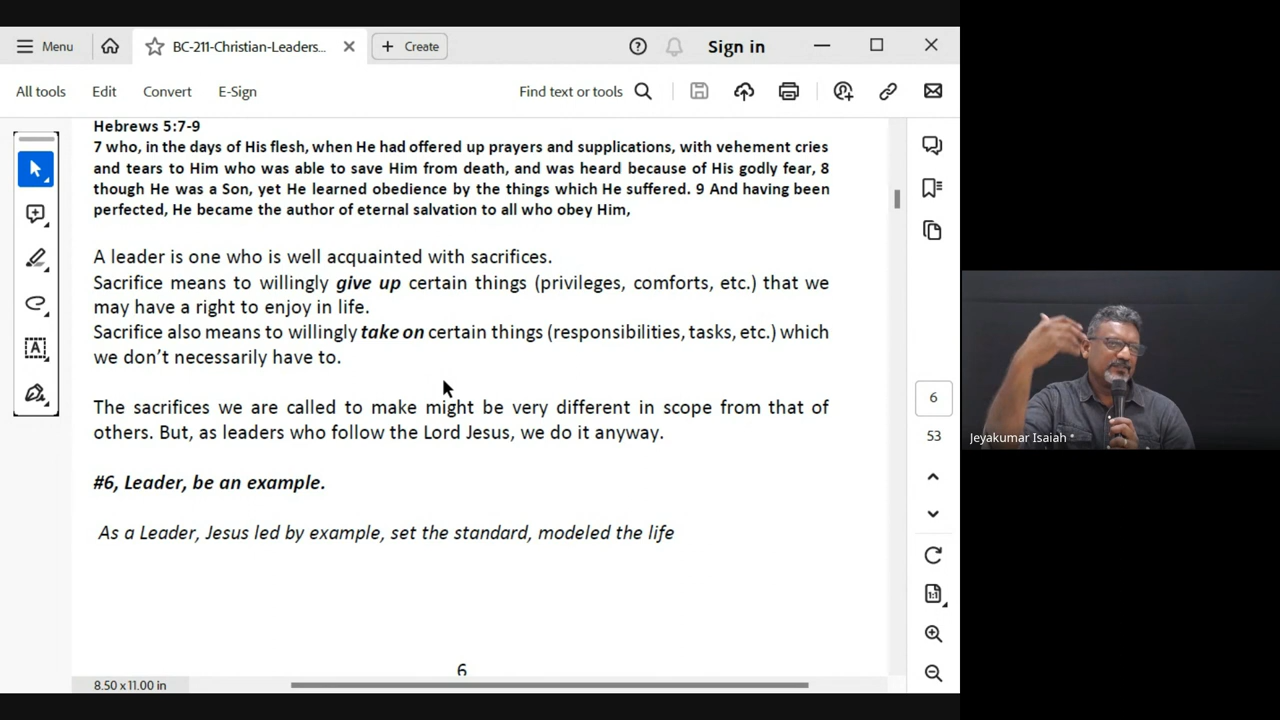 Menu
BC-211-Christian-Leaders...
Create
Sign in
All tools
Edit
Convert
E-Sign
Find text or tools
Hebrews 5:7-9
7 who, in the days of His flesh, when He had offered up prayers and supplications, with vehement cries
and tears to Him who was able to save Him from death, and was heard because of His godly fear, 8
though He was a Son, yet He learned obedience by the things which He suffered. 9 And having been
perfected, He became the author of eternal salvation to all who obey Him,
A leader is one who is well acquainted with sacrifices.
Sacrifice means to willingly give up certain things (privileges, comforts, etc.) that we
may have a right to enjoy in life.
Sacrifice also means to willingly take on certain things (responsibilities, tasks, etc.) which
we don't necessarily have to.
The sacrifices we are called to make might be very different in scope from that of
others. But, as leaders who follow the Lord Jesus, we do it anyway.
#6, Leader, be an example.
As a Leader, Jesus led by example, set the standard, modeled the life
6
8.50 x 11.00 in
6
53
1:1
A
Jeyakumar Isaiah *